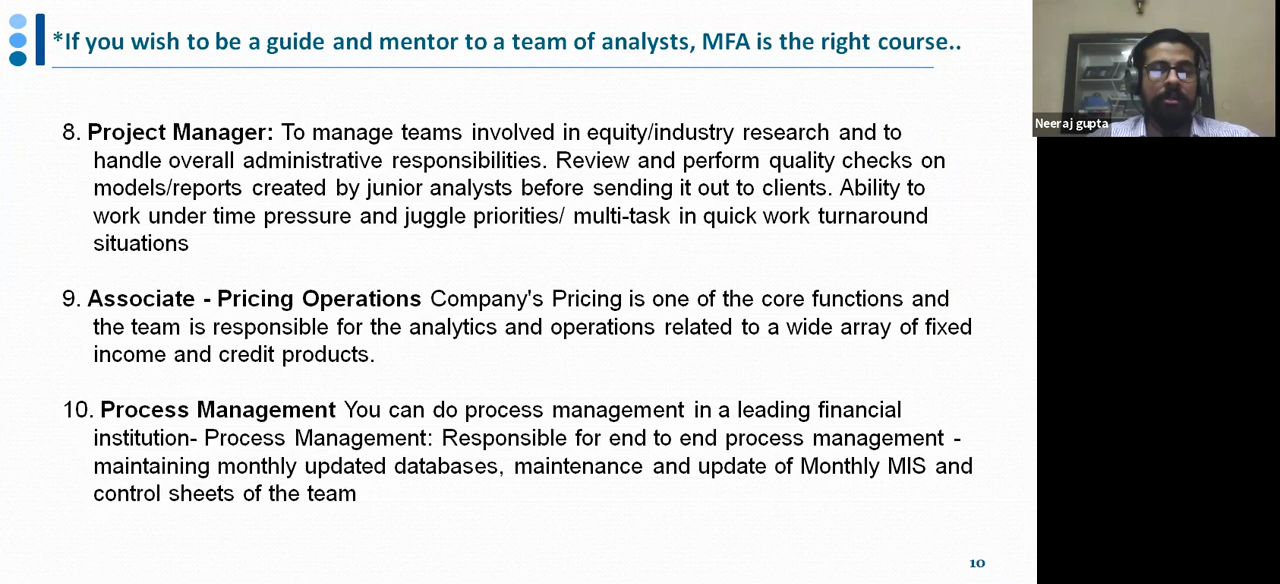 *If you wish to be a guide and mentor to a team of analysts, MFA is the right course..
Neeraj gupta
8. Project Manager: To manage teams involved in equity/industry research and to
handle overall administrative responsibilities. Review and perform quality checks on
models/reports created by junior analysts before sending it out to clients. Ability to
work under time pressure and juggle priorities/ multi-task in quick work turnaround
situations
9. Associate - Pricing Operations Company's Pricing is one of the core functions and
the team is responsible for the analytics and operations related to a wide array of fixed
income and credit products.
10. Process Management You can do process management in a leading financial
institution- Process Management: Responsible for end to end process management -
maintaining monthly updated databases, maintenance and update of Monthly MIS and
control sheets of the team
10